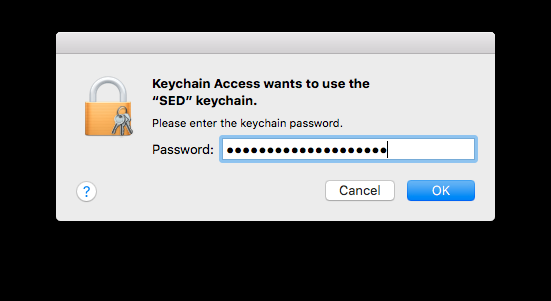 Keychain Access wants to use the
“SED” keychain.
Please enter the keychain password.
Password: ••••••••••••••••••••
? Cancel OK